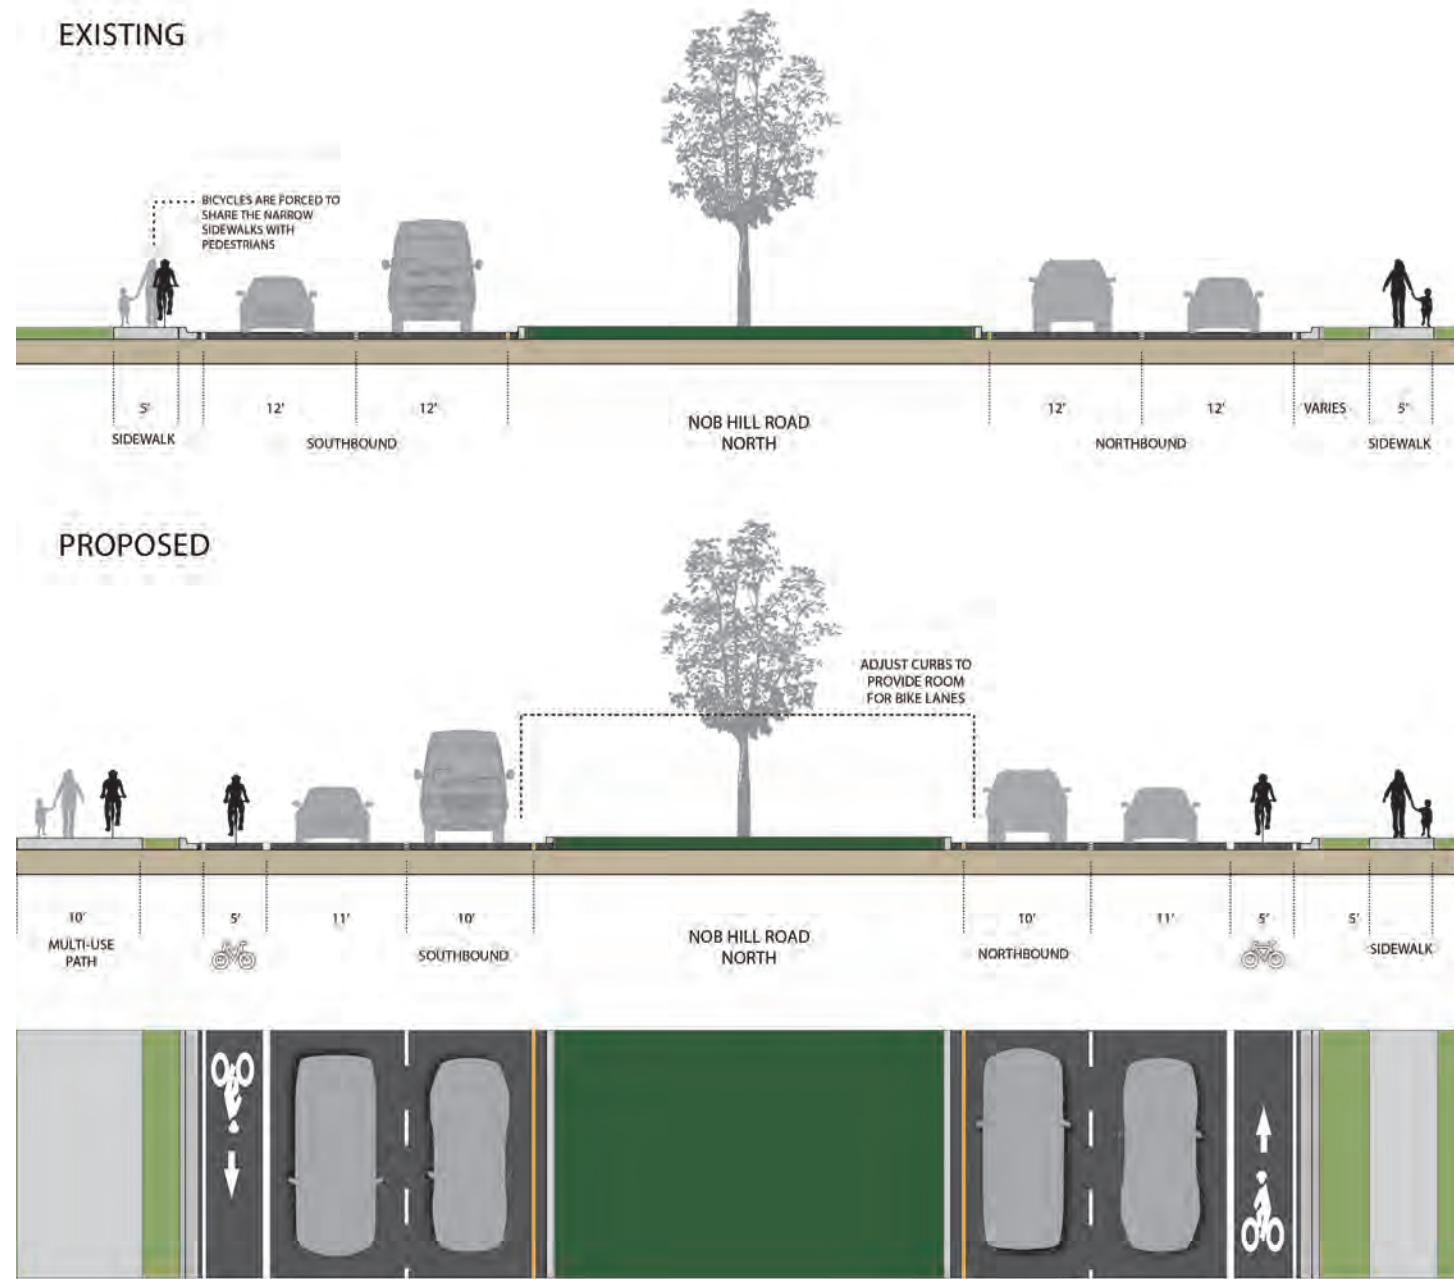 EXISTING
BICYCLES ARE FORCED TO
SHARE THE NARROW
SIDEWALKS WITH
PEDESTRIANS
5' 12' 12' 12' 12' VARIES 5'
SIDEWALK SOUTHBOUND NOB HILL ROAD NORTHBOUND SIDEWALK
NORTH
PROPOSED
ADJUST CURBS TO
PROVIDE ROOM
FOR BIKE LANES
10' 5' 11' 10' 10' 11' 5' 5'
MULTI-USE SOUTHBOUND NOB HILL ROAD NORTHBOUND SIDEWALK
PATH NORTH